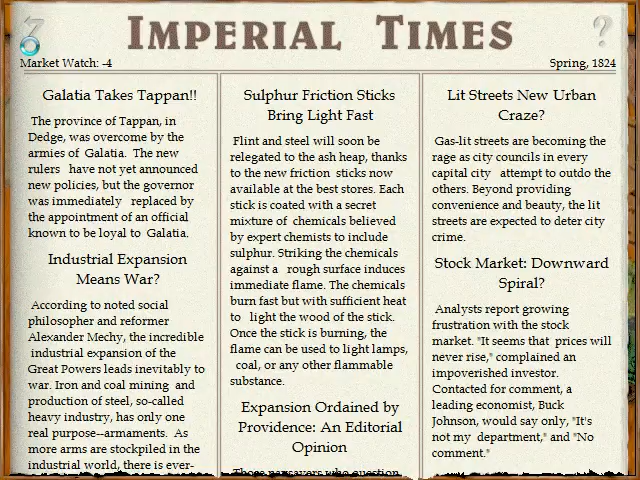 IMPERIAL TIMES
Market Watch: -4
Spring, 1824
Galatia Takes Tappan!!
The province of Tappan, in
Dedge, was overcome by the
armies of Galatia. The new
rulers have not yet announced
new policies, but the governor
was immediately replaced by
the appointment of an official
known to be loyal to Galatia.
Industrial Expansion
Means War?
According to noted social
philosopher and reformer
Alexander Mechy, the incredible
industrial expansion of the
Great Powers leads inevitably to
war. Iron and coal mining and
production of steel, so-called
heavy industry, has only one
real purpose--armaments. As
more arms are stockpiled in the
industrial world, there is ever-
Sulphur Friction Sticks
Bring Light Fast
Flint and steel will soon be
relegated to the ash heap, thanks
to the new friction sticks now
available at the best stores. Each
stick is coated with a secret
mixture of chemicals believed
by expert chemists to include
sulphur. Striking the chemicals
against a rough surface induces
immediate flame. The chemicals
burn fast but with sufficient heat
to light the wood of the stick.
Once the stick is burning, the
flame can be used to light lamps,
coal, or any other flammable
substance.
Expansion Ordained by
Providence: An Editorial
Opinion
Those naysayers who question
Lit Streets New Urban
Craze?
Gas-lit streets are becoming the
rage as city councils in every
capital city attempt to outdo the
others. Beyond providing
convenience and beauty, the lit
streets are expected to deter city
crime.
Stock Market: Downward
Spiral?
Analysts report growing
frustration with the stock
market. "It seems that prices will
never rise," complained an
impoverished investor.
Contacted for comment, a
leading economist, Buck
Johnson, would say only, "It's
not my department," and "No
comment."